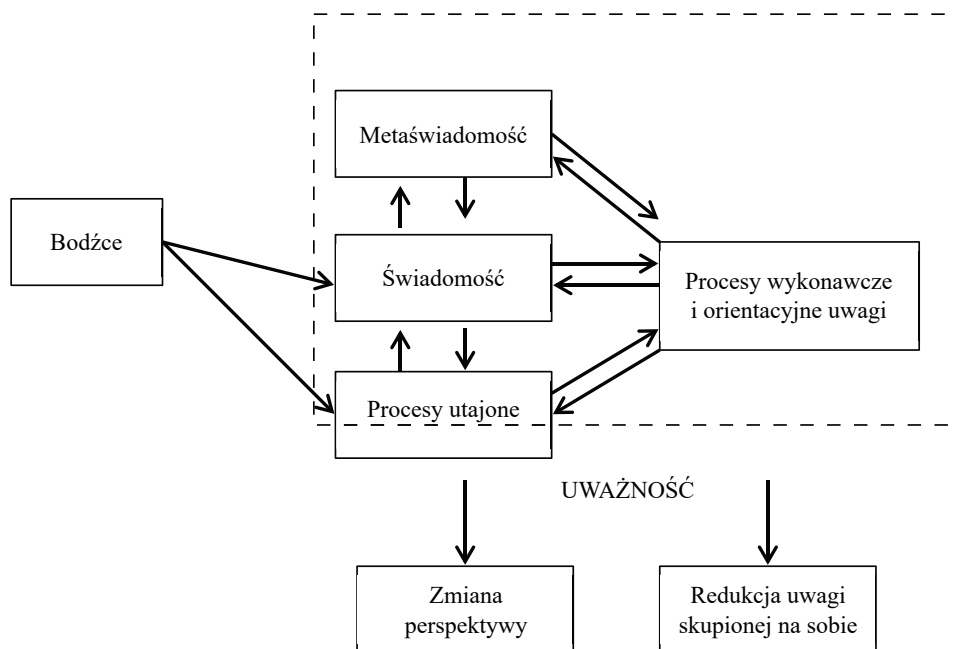 Metaświadomość
Bodźce
Świadomość
Procesy wykonawcze
i orientacyjne uwagi
Procesy utajone
UWAŻNOŚĆ
Zmiana
perspektywy
Redukcja uwagi
skupionej na sobie